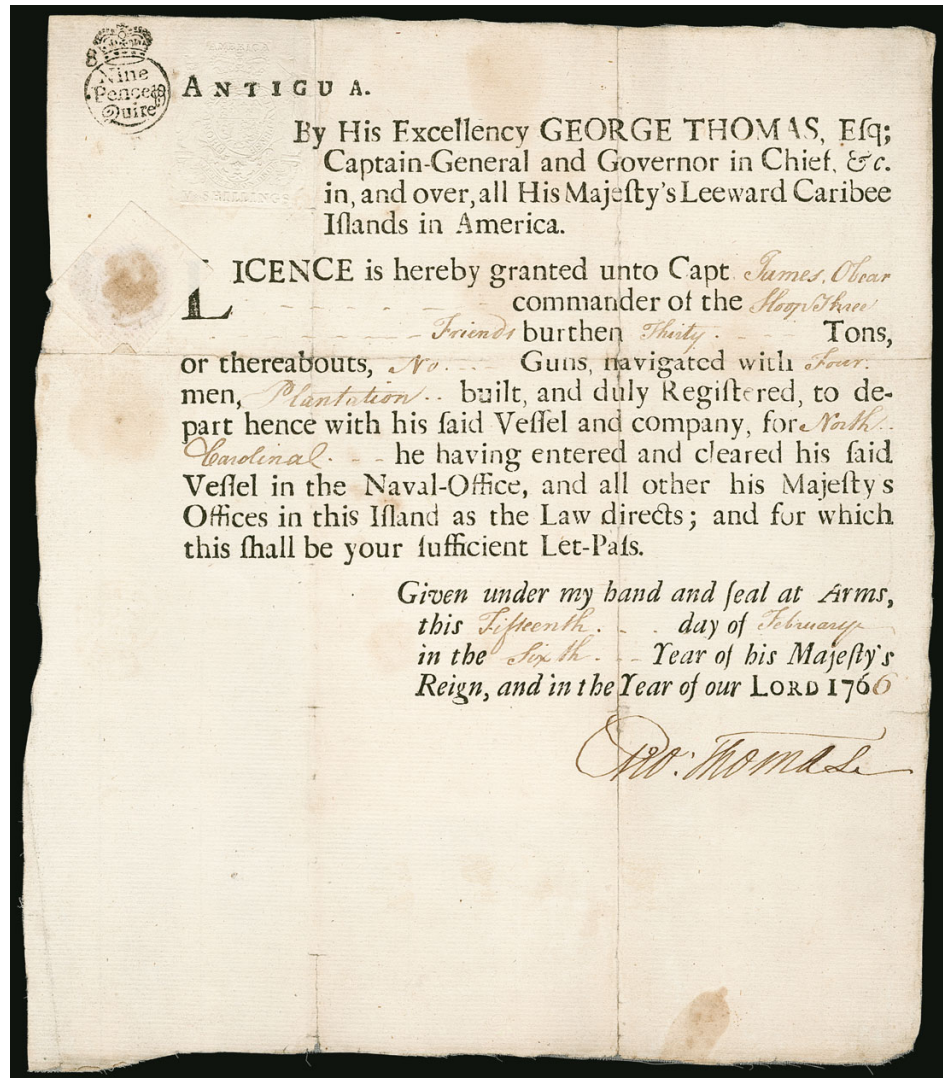 8
Nine
Pence ℔
Quire
AMERICA
SHILLINGS
ANTIGUA.
By His Excellency GEORGE THOMAS, Eſq;
Captain-General and Governor in Chief, &c.
in, and over, all His Majeſty's Leeward Caribee
Iſlands in America.
LICENCE is hereby granted unto Capt James, Obear
commander of the Sloop Three
Friends burthen Thirty. Tons,
or thereabouts, No Guns, navigated with Four.
men, Plantation.. built, and duly Regiſtered, to de-
part hence with his ſaid Veſſel and company, for North
Cardinal. he having entered and cleared his ſaid
Veſſel in the Naval-Office, and all other his Majeſty s
Offices in this Iſland as the Law directs; and for which
this ſhall be your ſufficient Let-Paſs.
Given under my hand and ſeal at Arms,
this Fifteenth. day of February
in the Sixth. Year of his Majeſty's
Reign, and in the Year of our LORD 1766
Geo: Thomas